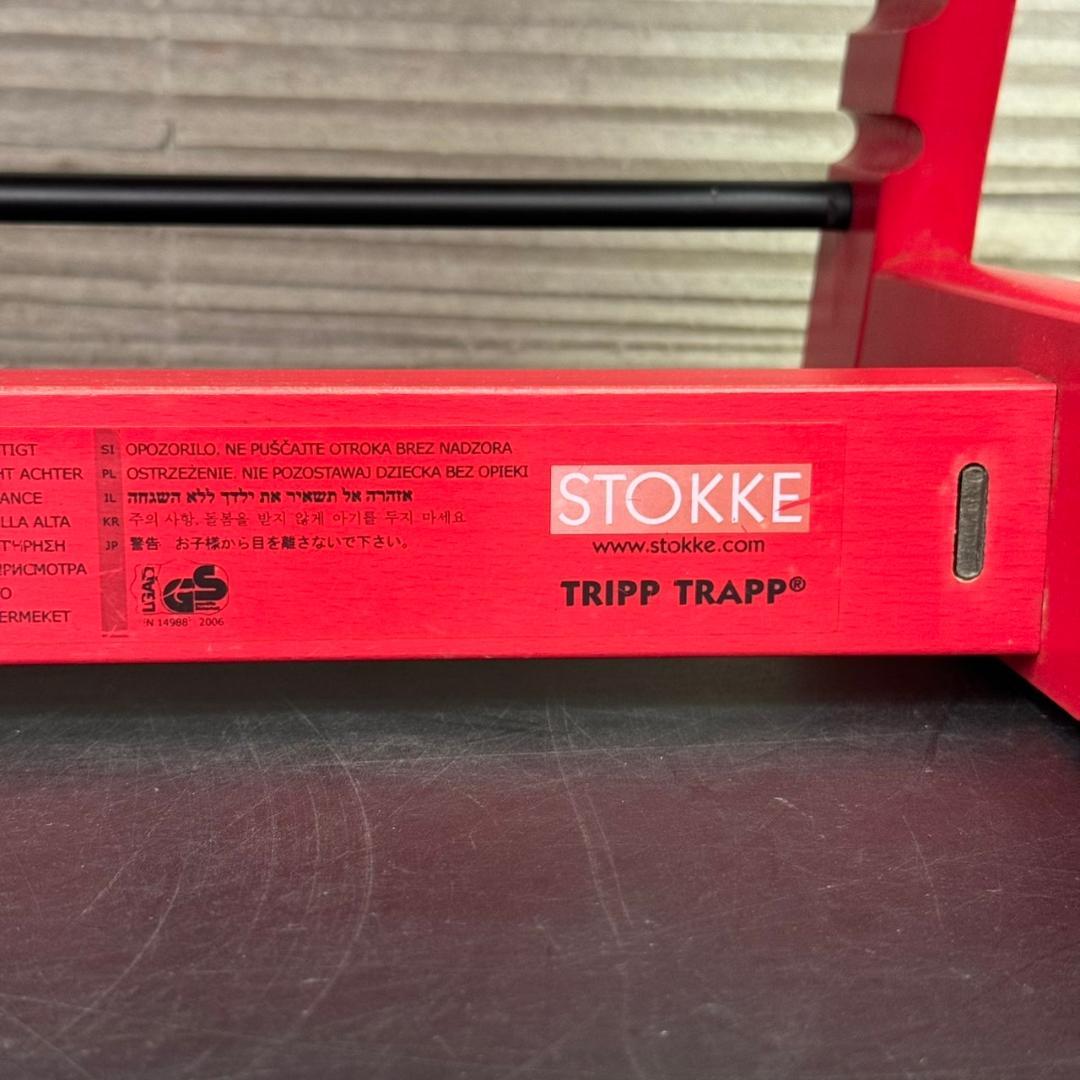 TIGT
HT ACHTER
ANCE
LLA ALTA
ΤΉΡΗΣΗ
ПРИСМОТРА
O
ERMEKET
SI OPOZORILO. NE PUŠČAJTE OTROKA BREZ NADZORA
PL OSTRZEŻENIE. NIE POZOSTAWAJ DZIECKA BEZ OPIEKI
IL אזהרה אל תשאיר את ילדך ללא השגחה
KR 주의 사항. 돌봄을 받지 않게 아기를 두지 마세요
JP 警告 お子様から目を離さないで下さい。
GS
EN 14988: 2006
STOKKE
www.stokke.com
TRIPP TRAPP®